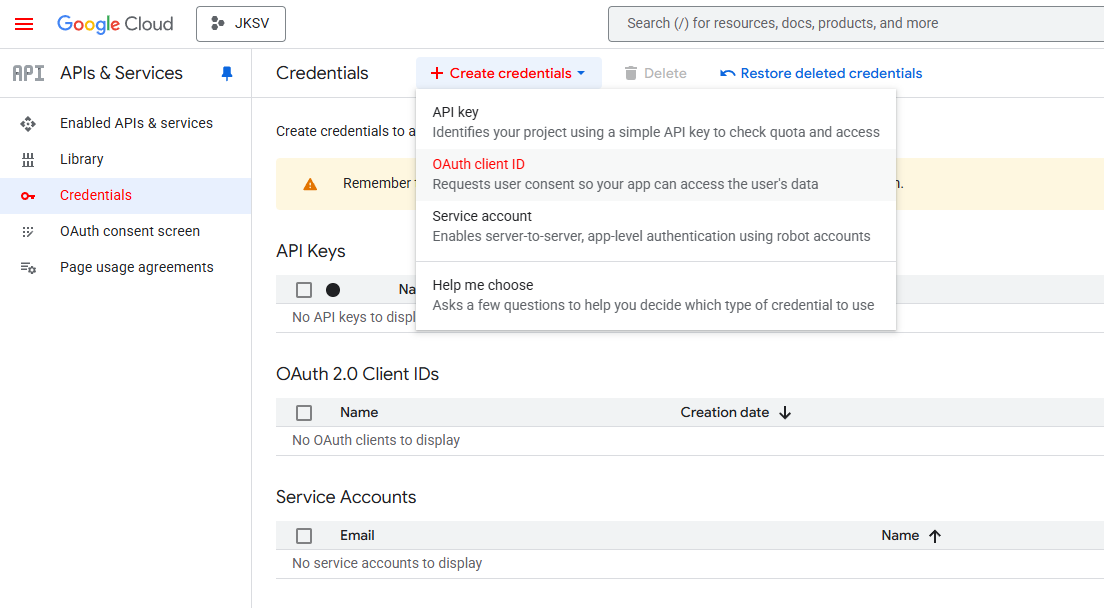 Google Cloud
JKSV
Search (/) for resources, docs, products, and more
API
APIs & Services
Credentials
Create credentials
Delete
Restore deleted credentials
Enabled APIs & services
Library
Credentials
OAuth consent screen
Page usage agreements
Create credentials to a
Remember
n.
API key
Identifies your project using a simple API key to check quota and access
OAuth client ID
Requests user consent so your app can access the user's data
Service account
Enables server-to-server, app-level authentication using robot accounts
Help me choose
Asks a few questions to help you decide which type of credential to use
API Keys
Na
No API keys to displ
OAuth 2.0 Client IDs
Name
Creation date
No OAuth clients to display
Service Accounts
Email
Name
No service accounts to display